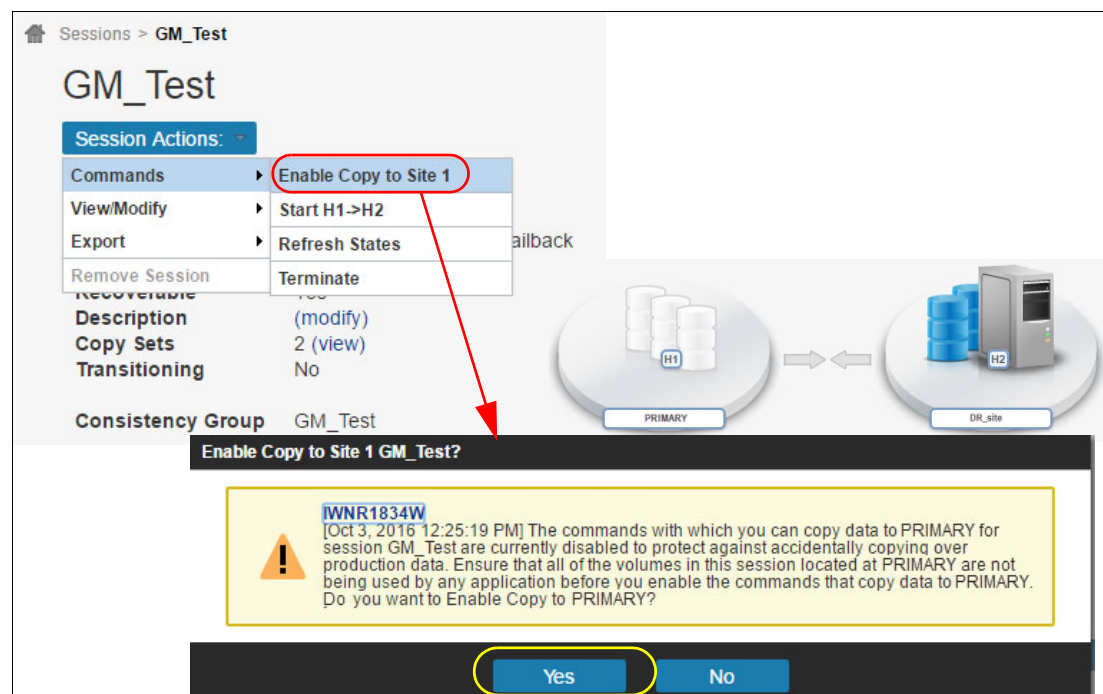 Sessions > GM_Test
GM_Test
Session Actions:
Commands
Enable Copy to Site 1
View/Modify
Start H1->H2
Export
Refresh States
ailback
Remove Session
Terminate
Recoverable Yes
Description (modify)
Copy Sets 2 (view)
Transitioning No
Consistency Group GM_Test
H1
H2
PRIMARY
DR_site
Enable Copy to Site 1 GM_Test?
IWNR1834W
[Oct 3, 2016 12:25:19 PM] The commands with which you can copy data to PRIMARY for
session GM_Test are currently disabled to protect against accidentally copying over
production data. Ensure that all of the volumes in this session located at PRIMARY are not
being used by any application before you enable the commands that copy data to PRIMARY.
Do you want to Enable Copy to PRIMARY?
Yes
No